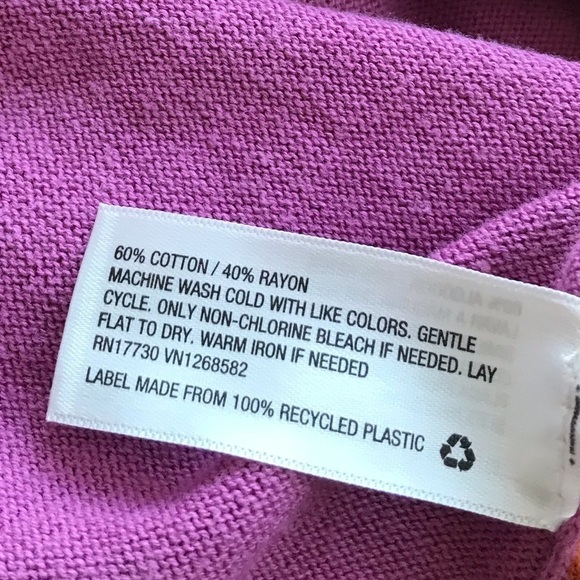 60% COTTON / 40% RAYON
MACHINE WASH COLD WITH LIKE COLORS. GENTLE
CYCLE. ONLY NON-CHLORINE BLEACH IF NEEDED. LAY
FLAT TO DRY. WARM IRON IF NEEDED
RN17730 VN1268582
LABEL MADE FROM 100% RECYCLED PLASTIC